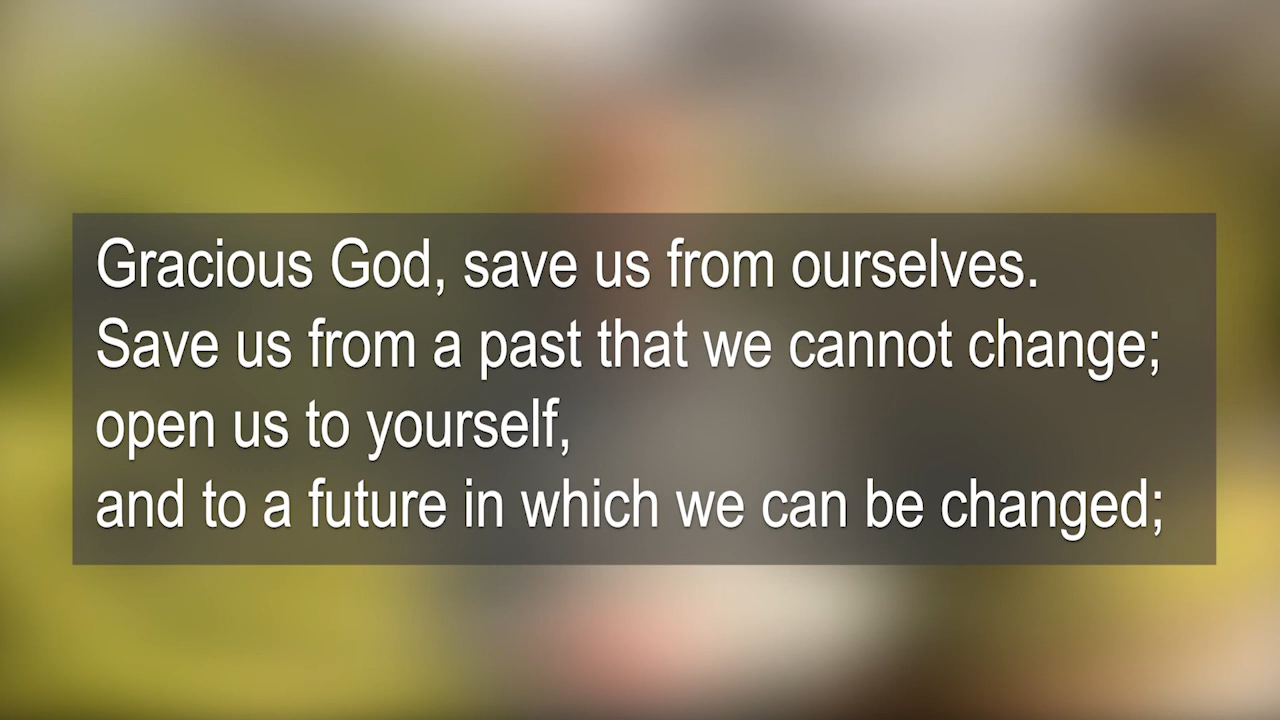 Gracious God, save us from ourselves.
Save us from a past that we cannot change;
open us to yourself,
and to a future in which we can be changed;